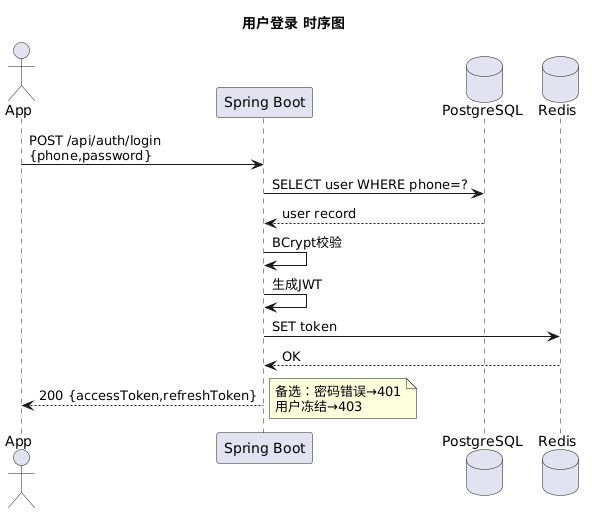 用户登录 时序图
App
Spring Boot
PostgreSQL
Redis
POST /api/auth/login
{phone,password}
SELECT user WHERE phone=?
user record
BCrypt校验
生成JWT
SET token
OK
200 {accessToken,refreshToken}
备选：密码错误→401
用户冻结→403
App
Spring Boot
PostgreSQL
Redis